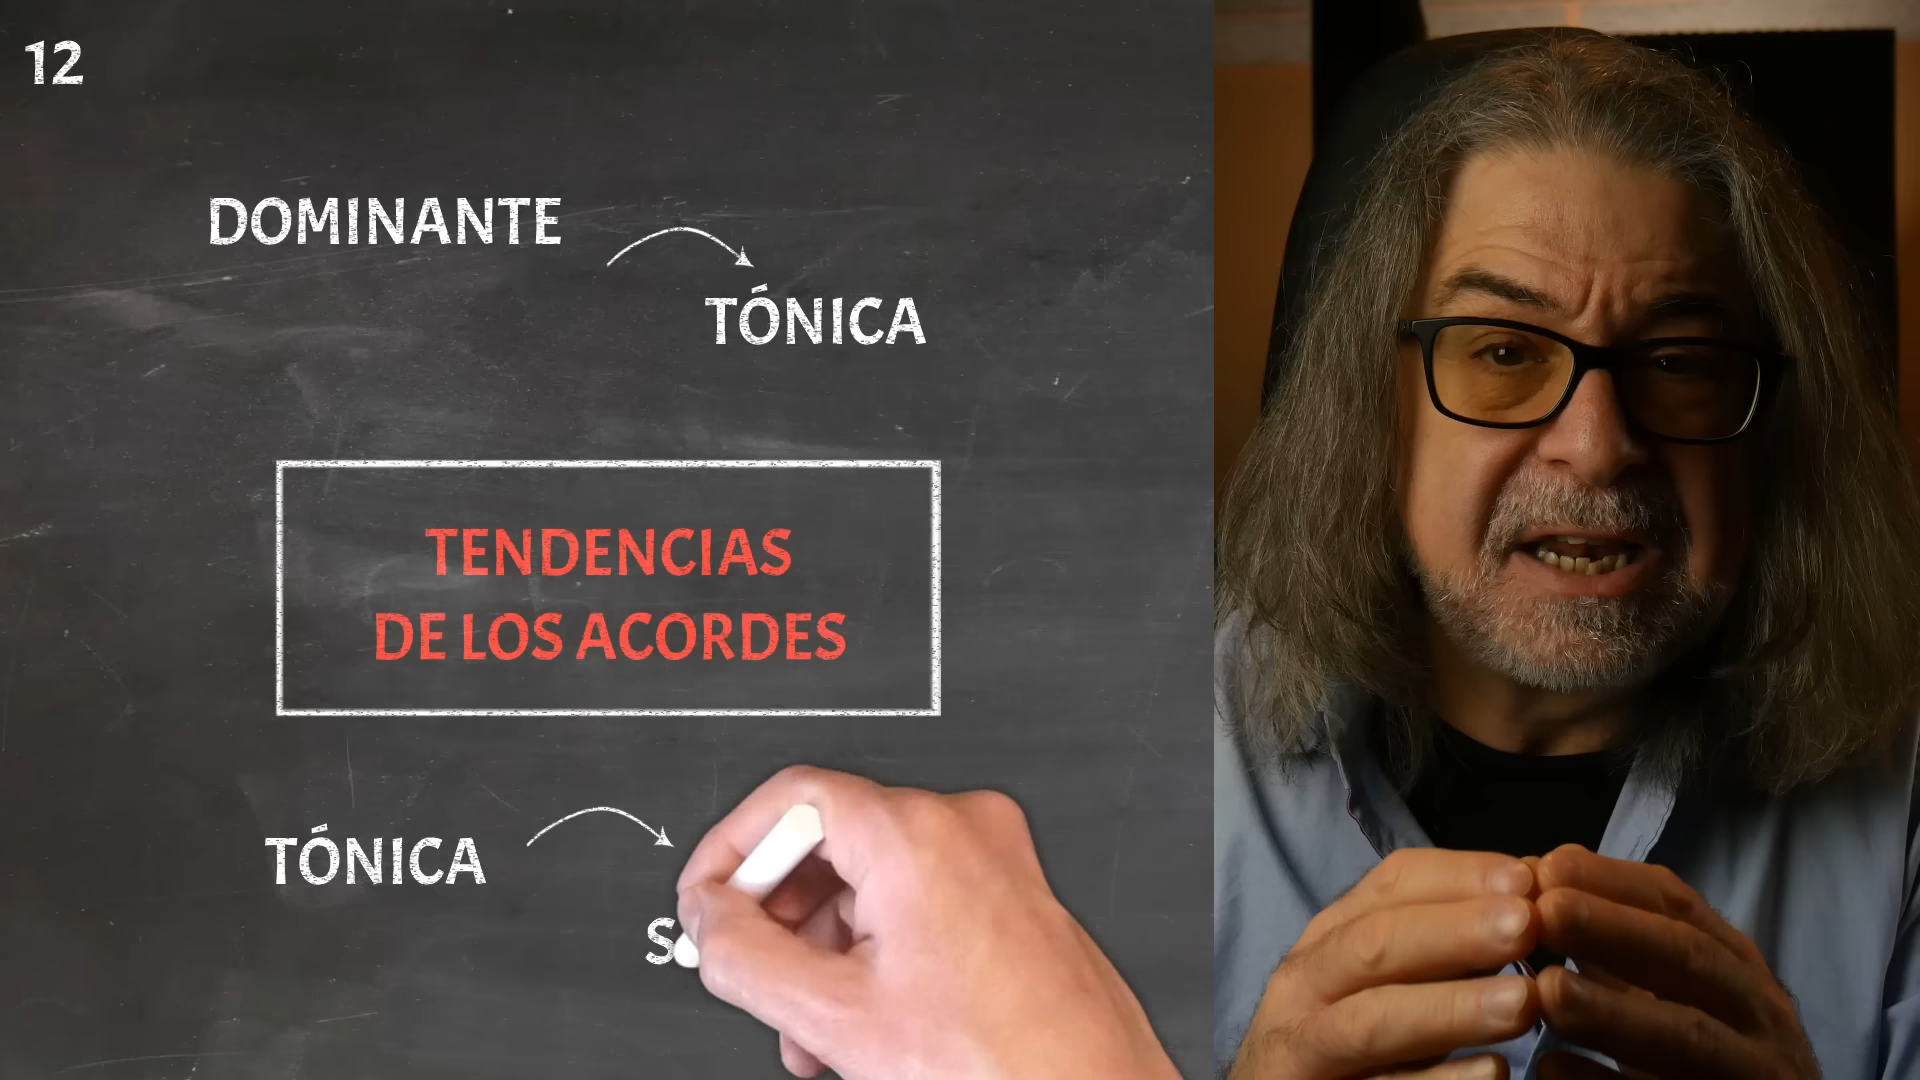 12
DOMINANTE
TÓNICA
TENDENCIAS
DE LOS ACORDES
TÓNICA
S